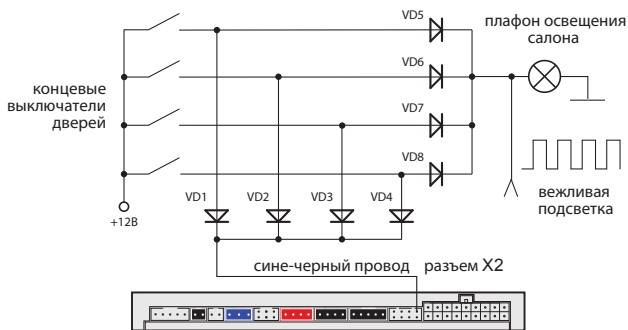 VD5
плафон освещения
салона
VD6
концевые
выключатели
дверей
VD7
VD8
вежливая
подсветка
VD1
VD2
VD3
VD4
+12В
сине-черный провод
разъем X2